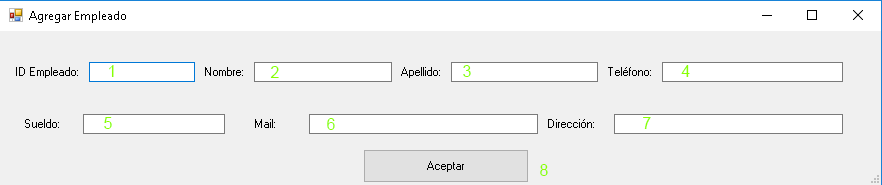 Agregar Empleado
ID Empleado: 1 Nombre: 2 Apellido: 3 Teléfono: 4
Sueldo: 5 Mail: 6 Dirección: 7
Aceptar 8